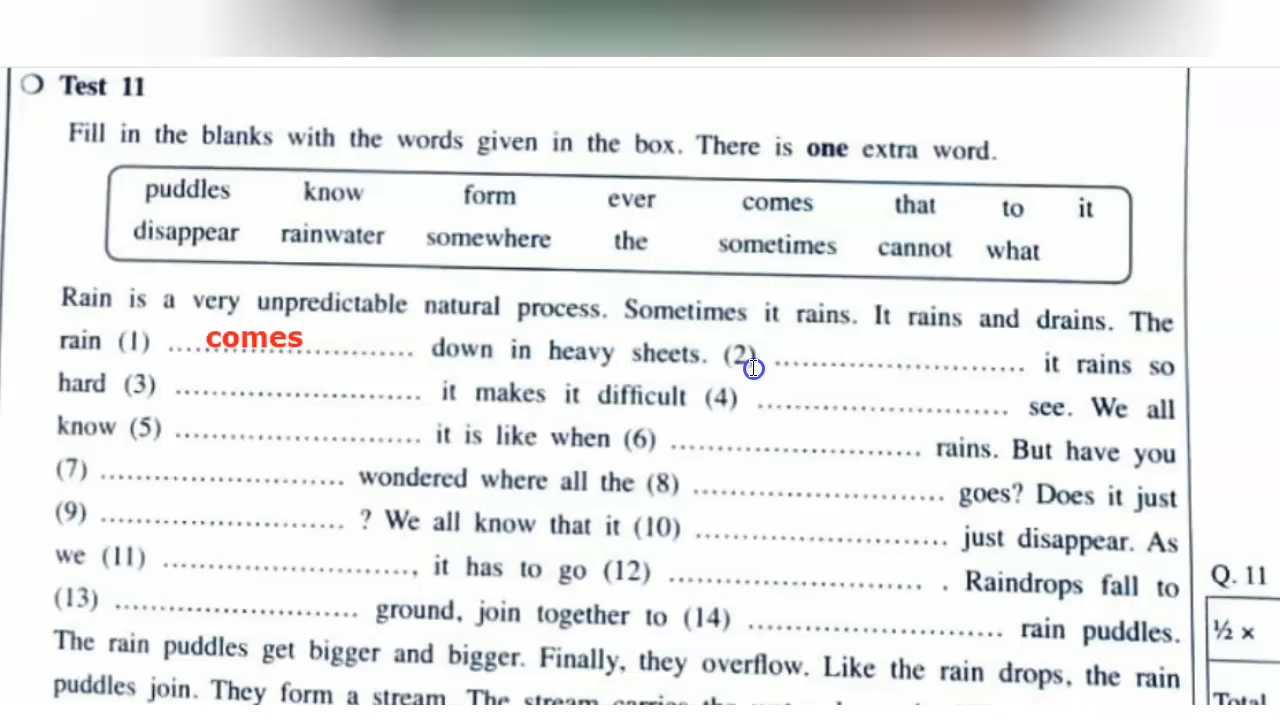 Test 11
Fill in the blanks with the words given in the box. There is one extra word.
puddles know form ever comes that to it
disappear rainwater somewhere the sometimes cannot what
Rain is a very unpredictable natural process. Sometimes it rains. It rains and drains. The
rain (1) .... comes .................. down in heavy sheets. (2) .............................. it rains so
hard (3) .............................. it makes it difficult (4) .............................. see. We all
know (5) .............................. it is like when (6) .............................. rains. But have you
(7) .............................. wondered where all the (8) .............................. goes? Does it just
(9) .............................. ? We all know that it (10) .............................. just disappear. As
we (11) .............................., it has to go (12) .............................. . Raindrops fall to
(13) .............................. ground, join together to (14) .............................. rain puddles.
The rain puddles get bigger and bigger. Finally, they overflow. Like the rain drops, the rain
puddles join. They form a stream. The stream carries the
Q. 11
½ ×
Total